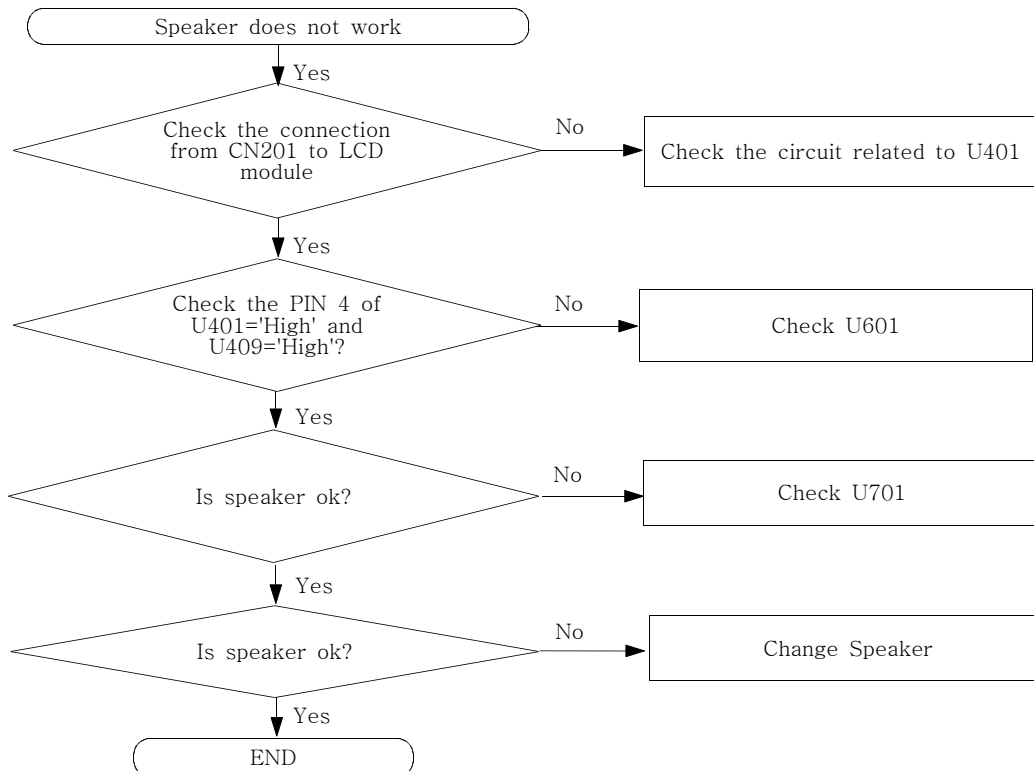 Speaker does not work
Yes
Check the connection
from CN201 to LCD
module
No
Check the circuit related to U401
Yes
Check the PIN 4 of
U401='High' and
U409='High'?
No
Check U601
Yes
Is speaker ok?
No
Check U701
Yes
Is speaker ok?
No
Change Speaker
Yes
END